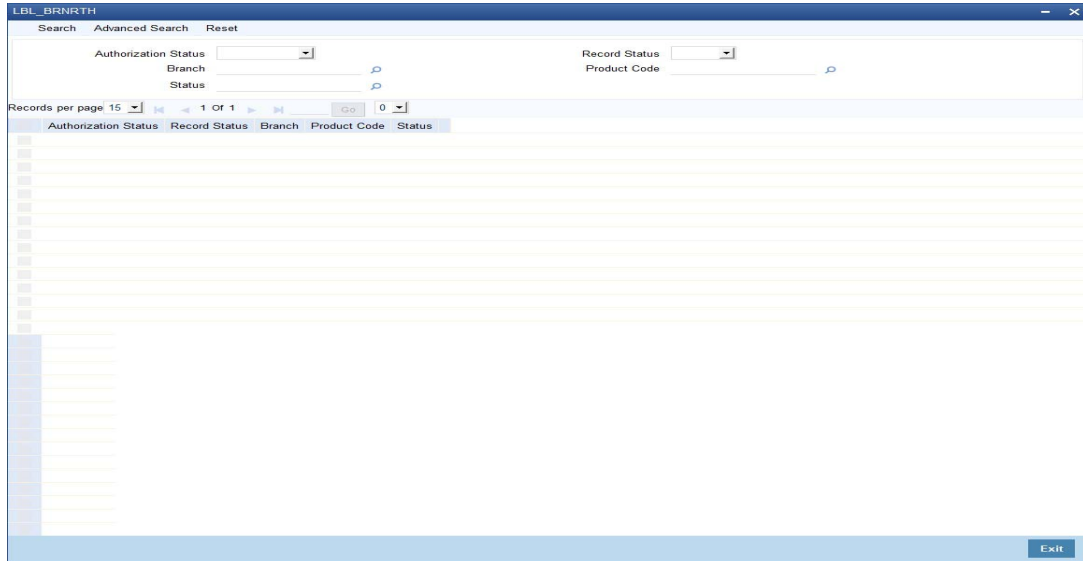 LBL_BRNRTH
Search Advanced Search Reset
Authorization Status Record Status
Branch Product Code
Status
Records per page 15 1 Of 1 Go 0
Authorization Status Record Status Branch Product Code Status
Exit